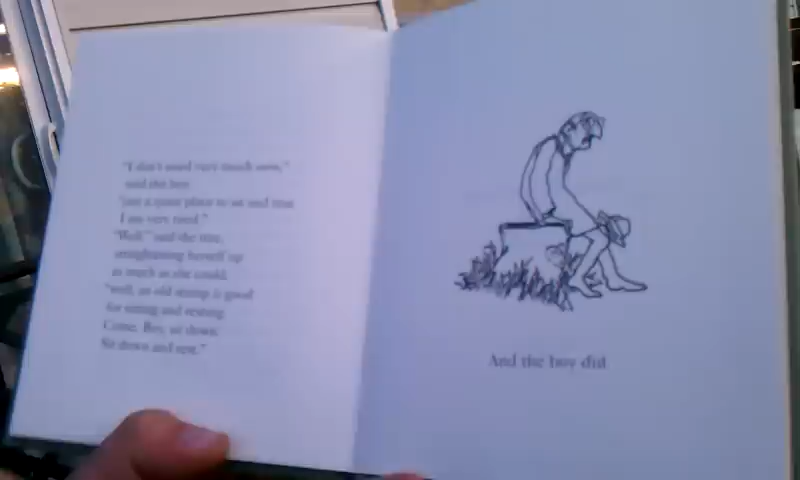 "I don't need very much now,"
said the boy.
"just a quiet place to sit and rest.
I am very tired."
"Well," said the tree,
straightening herself up
as much as she could,
"well, an old stump is good
for sitting and resting.
Come, Boy, sit down.
Sit down and rest."
And the boy did.